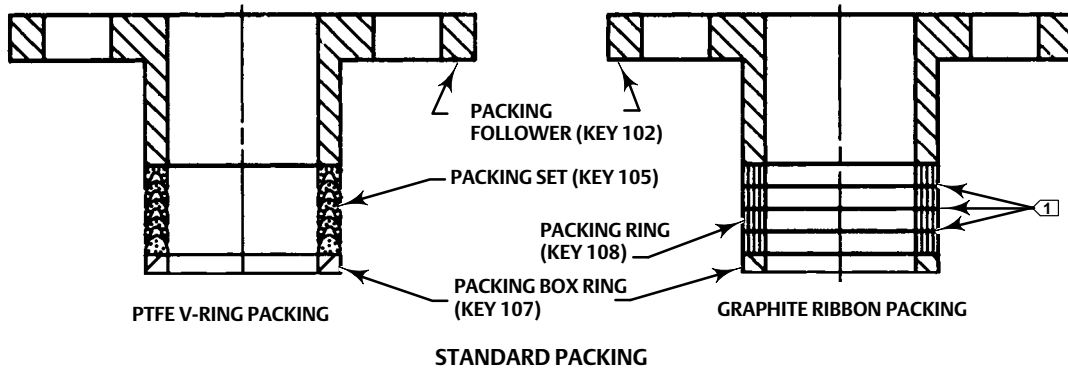 PACKING
FOLLOWER (KEY 102)
PACKING SET (KEY 105)
1
PACKING RING
(KEY 108)
PACKING BOX RING
(KEY 107)
PTFE V-RING PACKING
GRAPHITE RIBBON PACKING
STANDARD PACKING